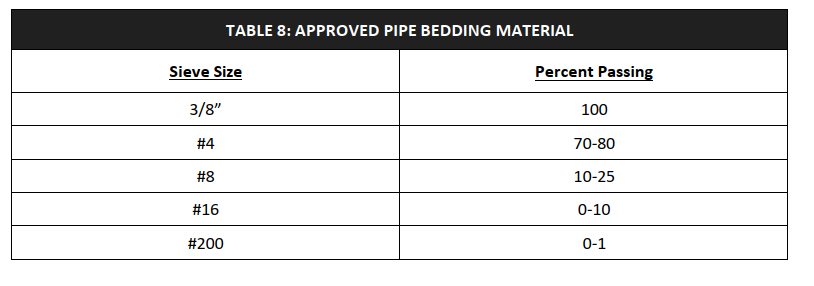 TABLE 8: APPROVED PIPE BEDDING MATERIAL
Sieve Size Percent Passing
3/8” 100
#4 70-80
#8 10-25
#16 0-10
#200 0-1